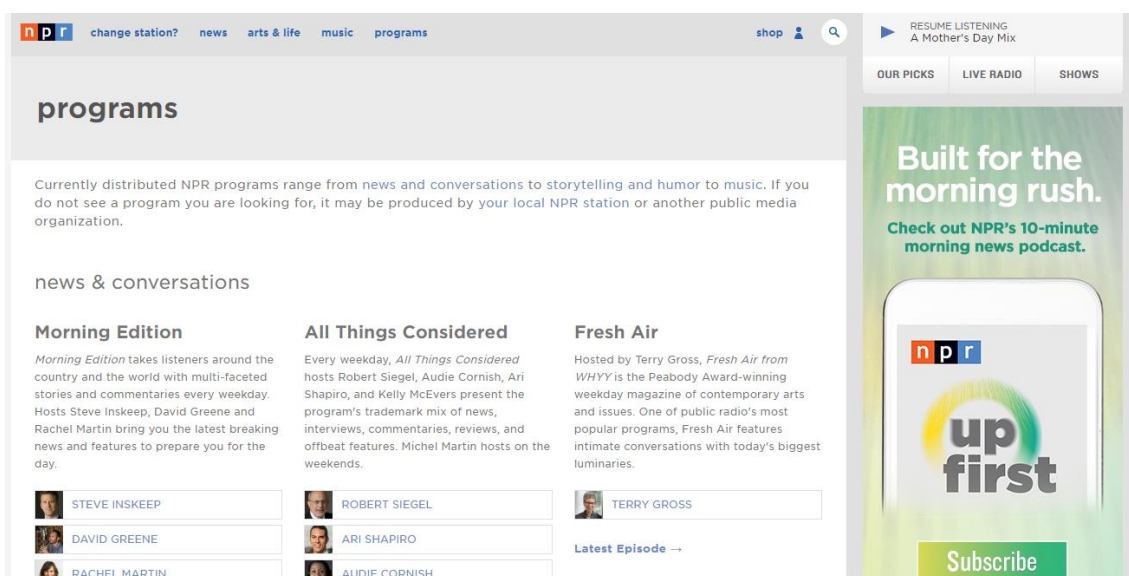 npr change station? news arts & life music programs shop
RESUME LISTENING
A Mother's Day Mix
OUR PICKS LIVE RADIO SHOWS
programs
Currently distributed NPR programs range from news and conversations to storytelling and humor to music. If you
do not see a program you are looking for, it may be produced by your local NPR station or another public media
organization.
news & conversations
Morning Edition
Morning Edition takes listeners around the
country and the world with multi-faceted
stories and commentaries every weekday.
Hosts Steve Inskeep, David Greene and
Rachel Martin bring you the latest breaking
news and features to prepare you for the
day.
STEVE INSKEEP
DAVID GREENE
RACHEL MARTIN
All Things Considered
Every weekday, All Things Considered
hosts Robert Siegel, Audie Cornish, Ari
Shapiro, and Kelly McEvers present the
program's trademark mix of news,
interviews, commentaries, reviews, and
offbeat features. Michel Martin hosts on the
weekends.
ROBERT SIEGEL
ARI SHAPIRO
AUDIE CORNISH
Fresh Air
Hosted by Terry Gross, Fresh Air from
WHYY is the Peabody Award-winning
weekday magazine of contemporary arts
and issues. One of public radio's most
popular programs, Fresh Air features
intimate conversations with today's biggest
luminaries.
TERRY GROSS
Latest Episode →
Built for the
morning rush.
Check out NPR's 10-minute
morning news podcast.
npr
up
first
Subscribe